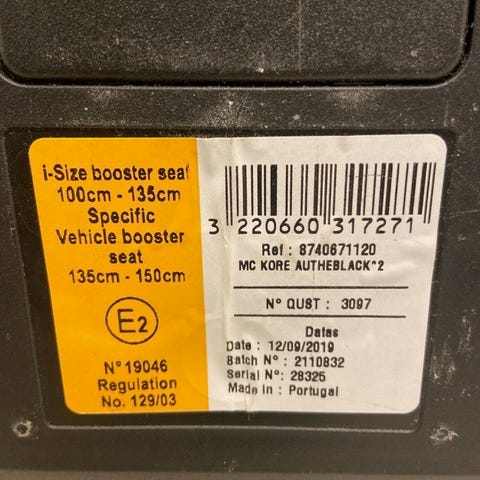 i-Size booster seat
100cm - 135cm
Specific
Vehicle booster
seat
135cm - 150cm
E2
N° 19046
Regulation
No. 129/03
3 220660 317271
Ref : 8740671120
MC KORE AUTHEBLACK*2
N° QUST : 3097
Datas
Date : 12/09/2019
Batch N° : 2110832
Serial N°: 28325
Made in : Portugal